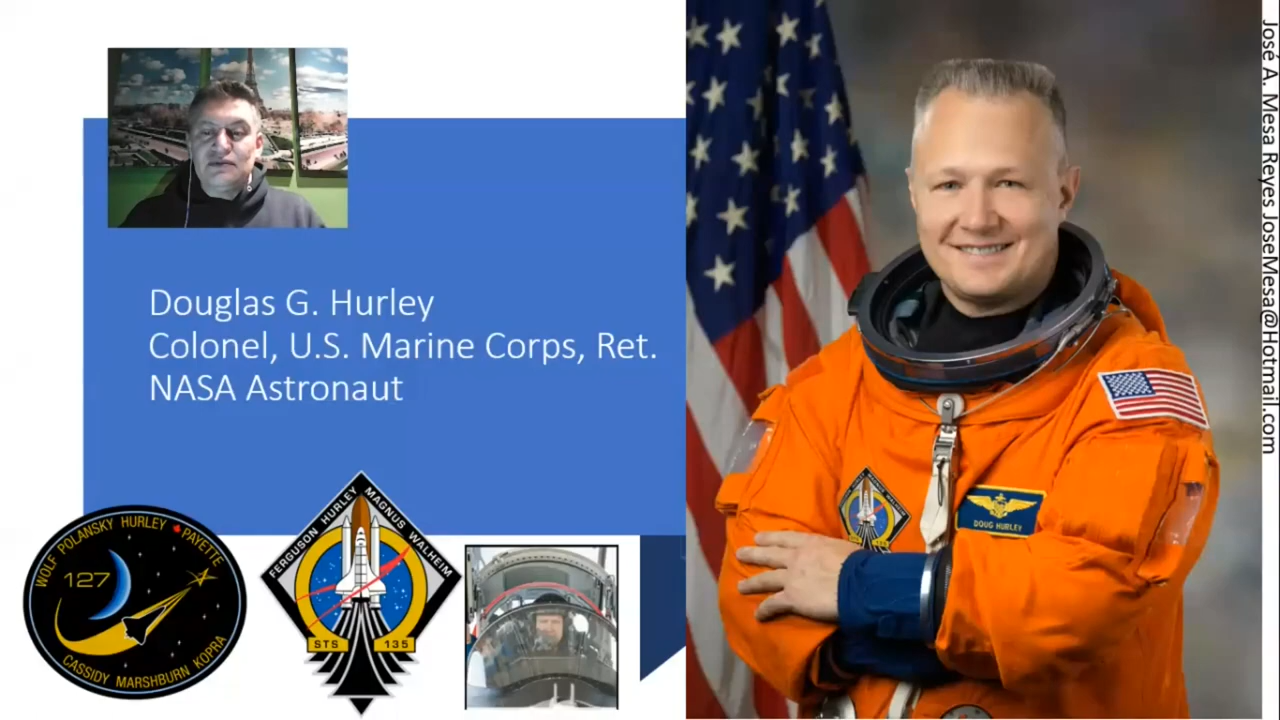 Douglas G. Hurley
Colonel, U.S. Marine Corps, Ret.
NASA Astronaut
WOLF POLANSKY HURLEY PAYETTE
127
CASSIDY MARSHBURN KOPRA
FERGUSON HURLEY MAGNUS WALHEIM
STS 135
DOUG HURLEY
José A. Mesa Reyes JoseMesa@Hotmail.com